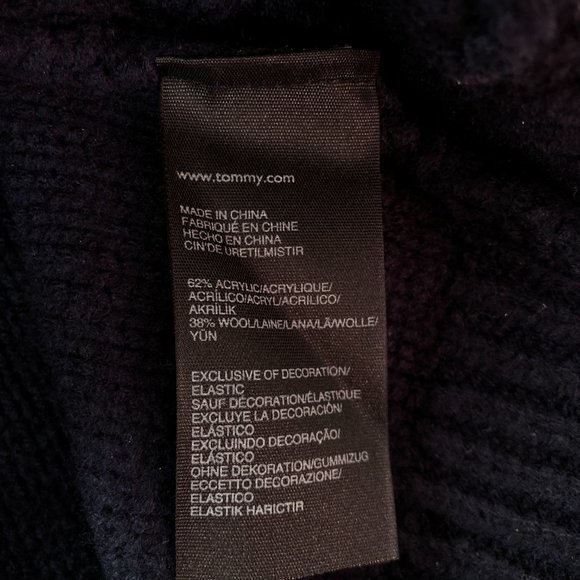 www.tommy.com
MADE IN CHINA
FABRIQUÉ EN CHINE
HECHO EN CHINA
CIN'DE URETILMISTIR
62% ACRYLIC/ACRYLIQUE/
ACRÍLICO/ACRYL/ACRILICO/
AKRILİK
38% WOOL/LAINE/LANA/LÃ/WOLLE/
YÜN
EXCLUSIVE OF DECORATION/
ELASTIC
SAUF DÉCORATION/ÉLASTIQUE
EXCLUYE LA DECORACIÓN/
ELÁSTICO
EXCLUINDO DECORAÇÃO/
ELÁSTICO
OHNE DEKORATION/GUMMIZUG
ECCETTO DECORAZIONE/
ELASTICO
ELASTIK HARICTIR